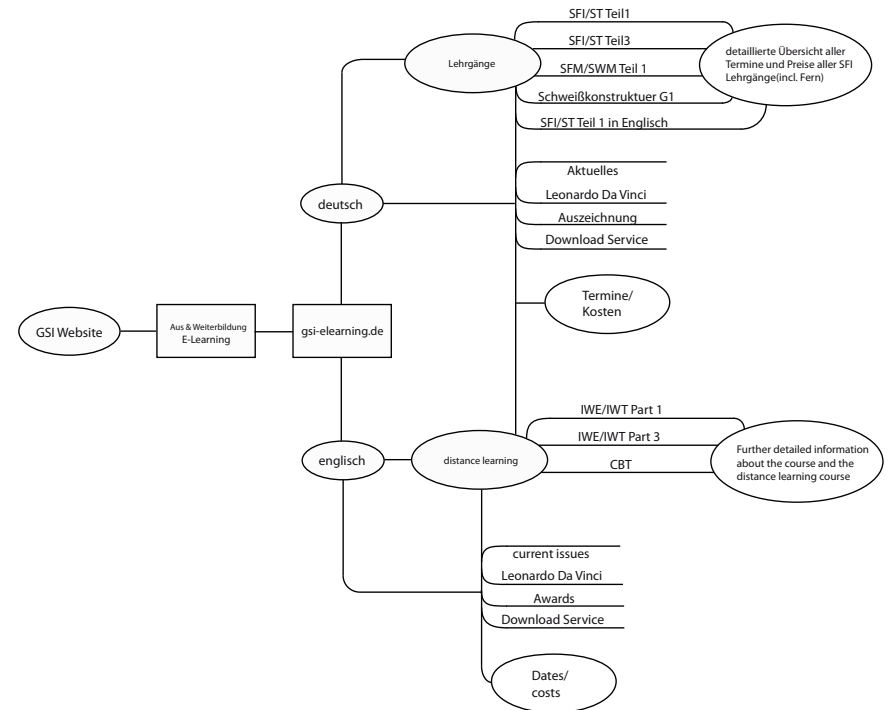 SFI/ST Teil1
SFI/ST Teil3
SFM/SWM Teil 1
Schweißkonstruktuer G1
SFI/ST Teil 1 in Englisch
Lehrgänge
detaillierte Übersicht aller
Termine und Preise aller SFI
Lehrgänge(incl. Fern)
Aktuelles
Leonardo Da Vinci
Auszeichnung
Download Service
deutsch
Termine/
Kosten
GSI Website
Aus & Weiterbildung
E-Learning
gsi-elearning.de
IWE/IWT Part 1
IWE/IWT Part 3
CBT
englisch
distance learning
Further detailed information
about the course and the
distance learning course
current issues
Leonardo Da Vinci
Awards
Download Service
Dates/
costs